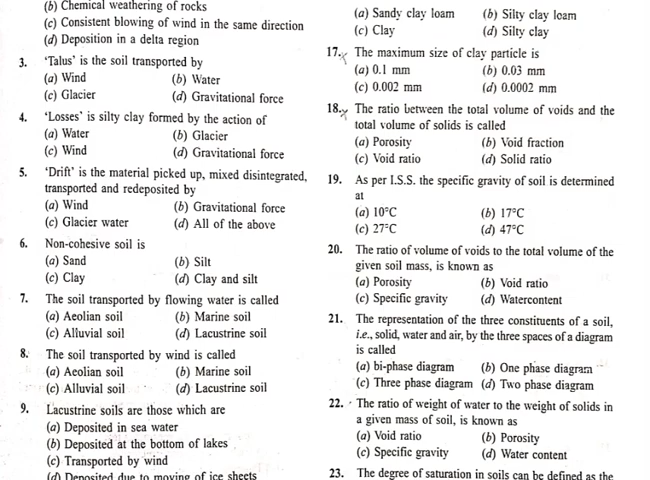 (b) Chemical weathering of rocks
(c) Consistent blowing of wind in the same direction
(d) Deposition in a delta region
3. ‘Talus’ is the soil transported by
(a) Wind (b) Water
(c) Glacier (d) Gravitational force
4. ‘Losses’ is silty clay formed by the action of
(a) Water (b) Glacier
(c) Wind (d) Gravitational force
5. ‘Drift’ is the material picked up, mixed disintegrated,
transported and redeposited by
(a) Wind (b) Gravitational force
(c) Glacier water (d) All of the above
6. Non-cohesive soil is
(a) Sand (b) Silt
(c) Clay (d) Clay and silt
7. The soil transported by flowing water is called
(a) Aeolian soil (b) Marine soil
(c) Alluvial soil (d) Lacustrine soil
8. The soil transported by wind is called
(a) Aeolian soil (b) Marine soil
(c) Alluvial soil (d) Lacustrine soil
9. Lacustrine soils are those which are
(a) Deposited in sea water
(b) Deposited at the bottom of lakes
(c) Transported by wind
(d) Deposited due to moving of ice sheets
(a) Sandy clay loam (b) Silty clay loam
(c) Clay (d) Silty clay
17. The maximum size of clay particle is
(a) 0.1 mm (b) 0.03 mm
(c) 0.002 mm (d) 0.0002 mm
18. The ratio between the total volume of voids and the
total volume of solids is called
(a) Porosity (b) Void fraction
(c) Void ratio (d) Solid ratio
19. As per I.S.S. the specific gravity of soil is determined
at
(a) 10°C (b) 17°C
(c) 27°C (d) 47°C
20. The ratio of volume of voids to the total volume of the
given soil mass, is known as
(a) Porosity (b) Void ratio
(c) Specific gravity (d) Watercontent
21. The representation of the three constituents of a soil,
i.e., solid, water and air, by the three spaces of a diagram
is called
(a) bi-phase diagram (b) One phase diagram
(c) Three phase diagram (d) Two phase diagram
22. The ratio of weight of water to the weight of solids in
a given mass of soil, is known as
(a) Void ratio (b) Porosity
(c) Specific gravity (d) Water content
23. The degree of saturation in soils can be defined as the